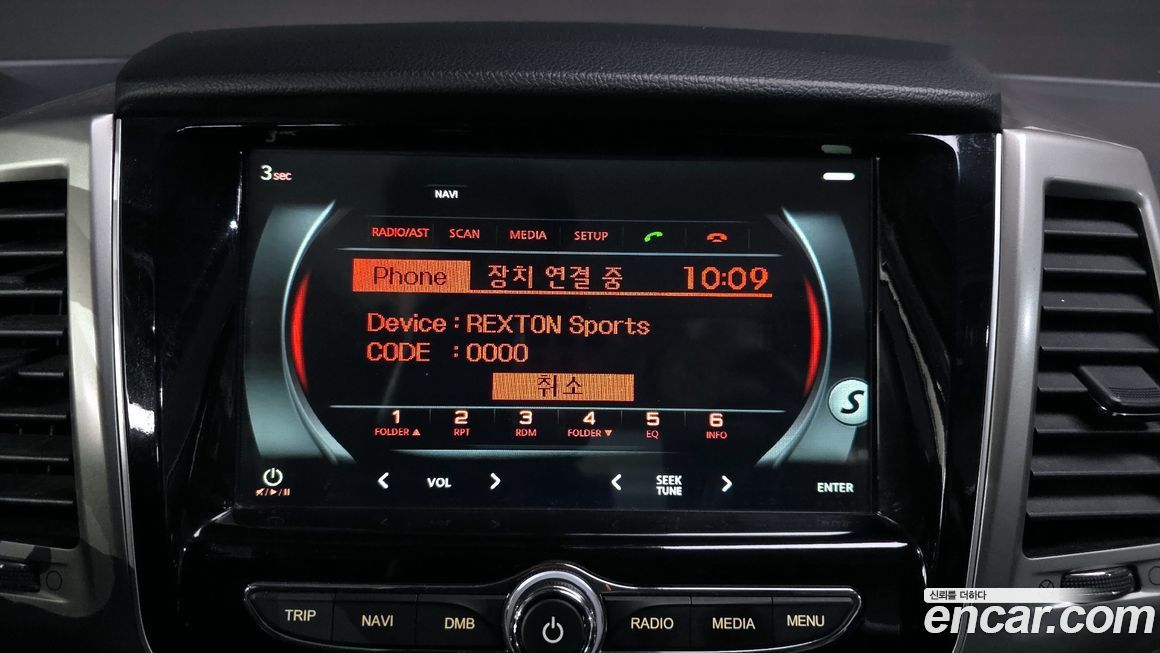 3 sec
NAVI
RADIO/AST SCAN MEDIA SETUP
Phone 장치 연결 중 10:09
Device : REXTON Sports
CODE : 0000
취소
1 2 3 4 5 6
FOLDER ▲ RPT RDM FOLDER ▼ EQ INFO
< VOL > < SEEK TUNE > ENTER
TRIP NAVI DMB RADIO MEDIA MENU
신뢰를 더하다
encar.com